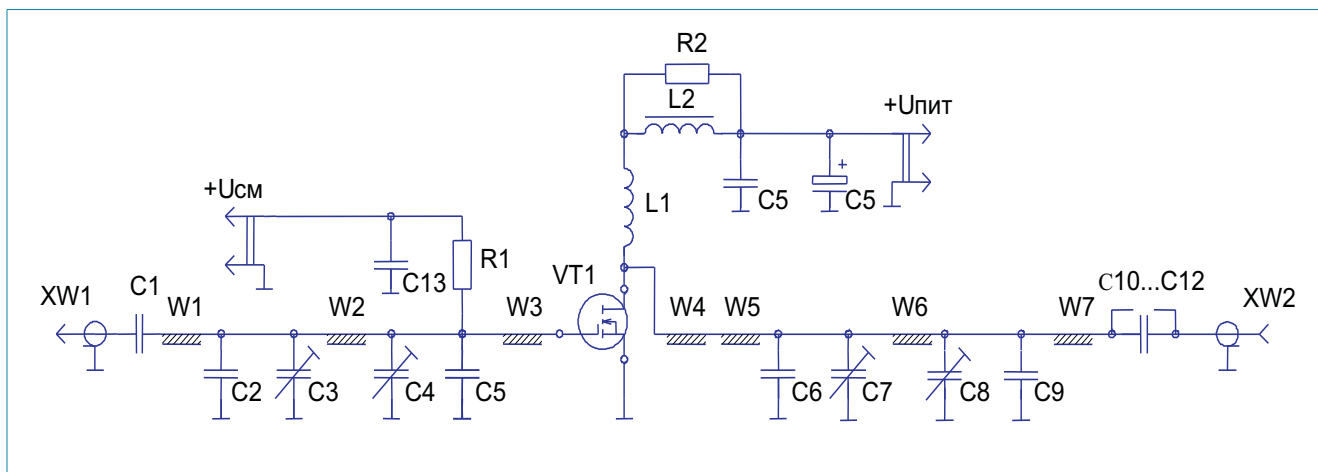 R2
L2
+Uпит
C5
C5
+
L1
+Uсм
C13
R1
VT1
XW1
C1
W1
W2
W3
W4
W5
W6
W7
C10...C12
XW2
C2
C3
C4
C5
C6
C7
C8
C9